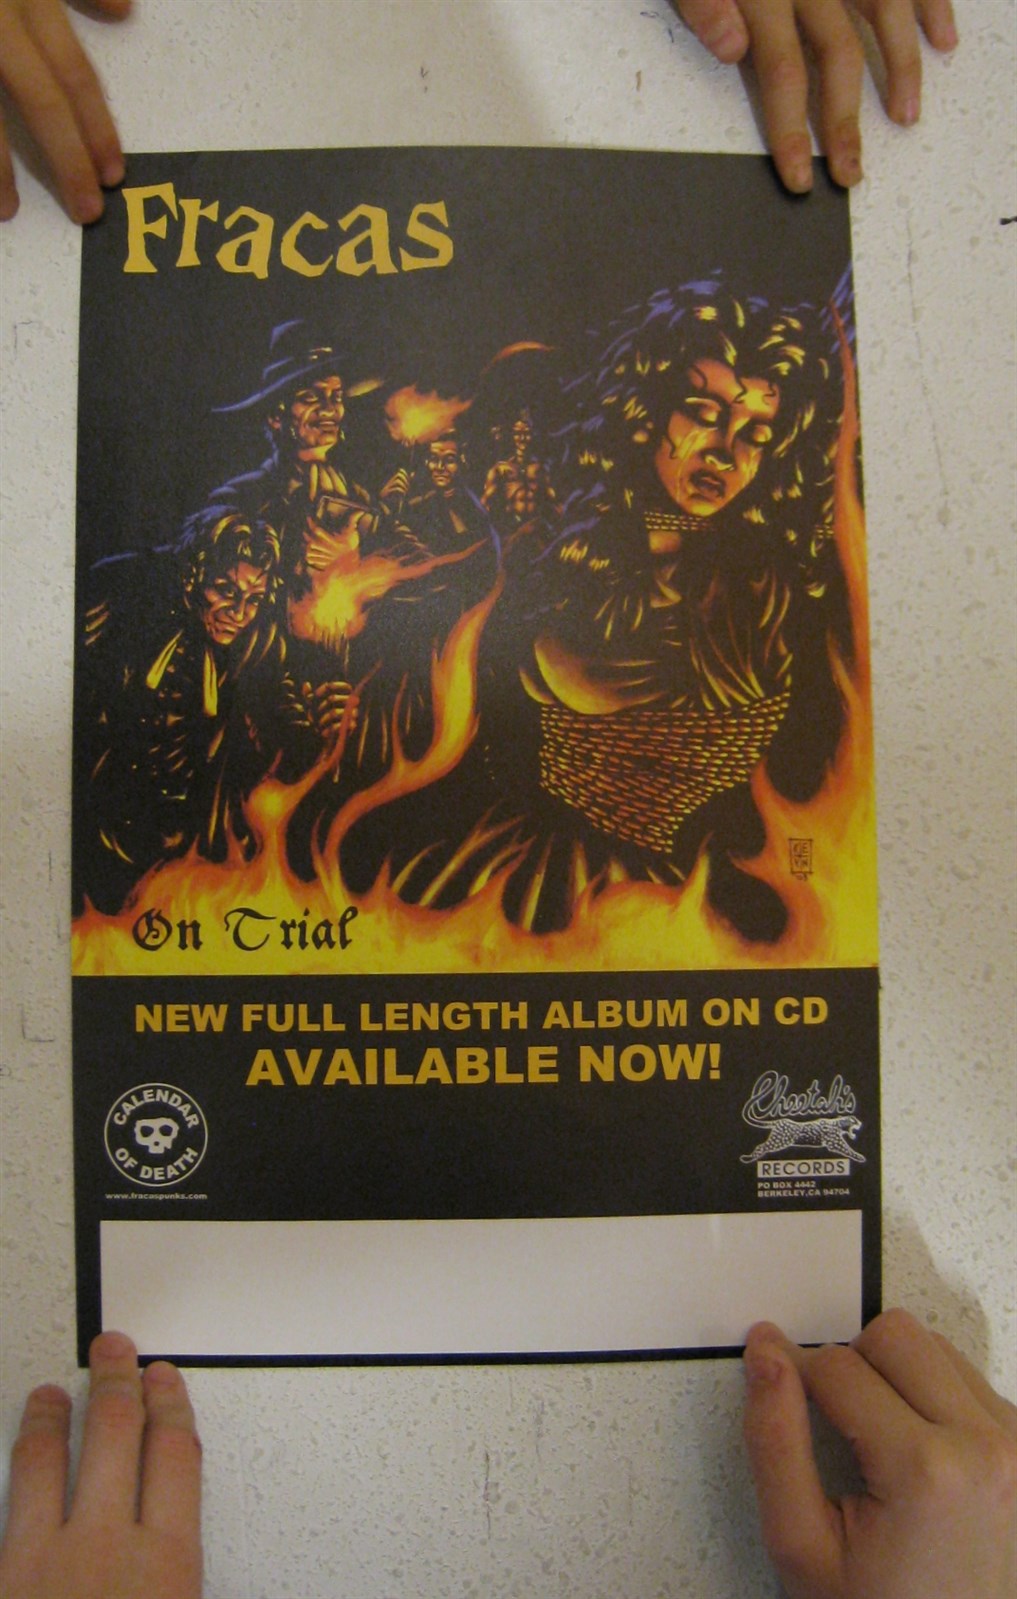 Fracas
On Trial
NEW FULL LENGTH ALBUM ON CD
AVAILABLE NOW!
CALENDAR
OF DEATH
www.fracaspunks.com
Cheetah's
RECORDS
PO BOX 4442
BERKELEY, CA 94704